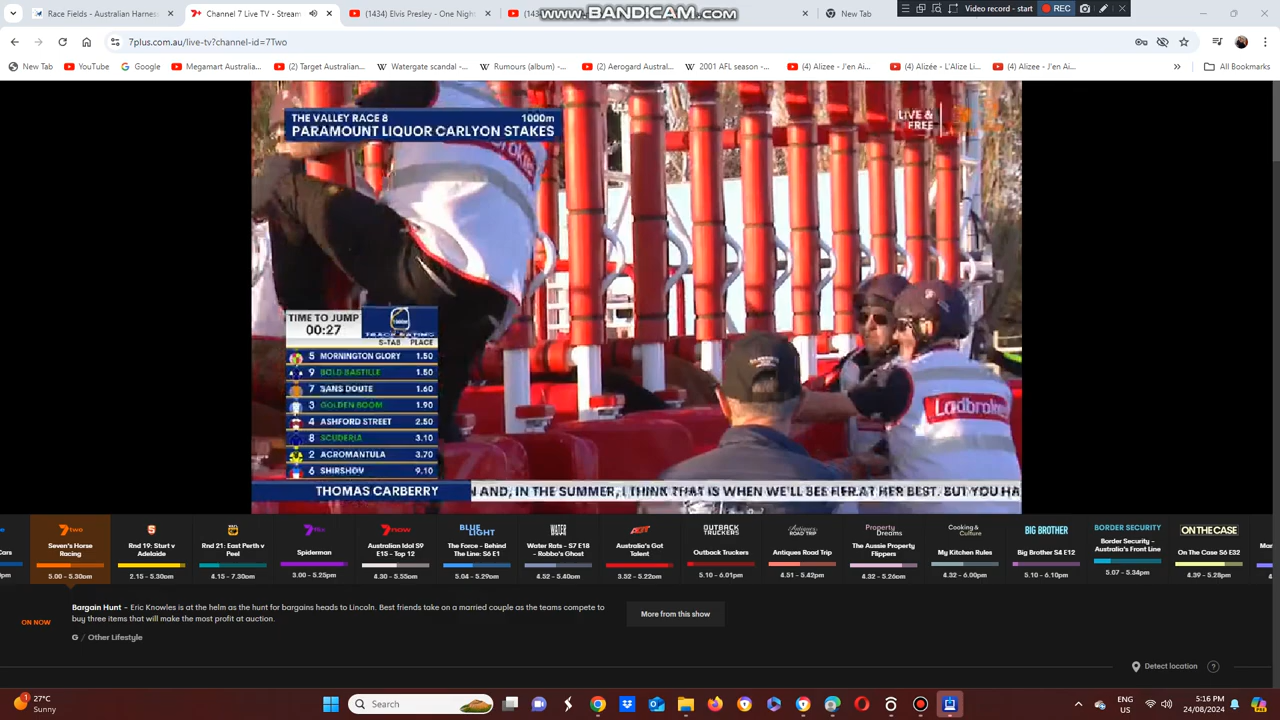 Race Fields - Australian Harness
Channel 7 Live TV - Stream
(1434) Elvis Presley - One Night
(143
www.BANDICAM.com
New Tab
Video record - start
REC
7plus.com.au/live-tv?channel-id=7Two
New Tab
YouTube
Google
Megamart Australia...
(2) Target Australian...
Watergate scandal -...
Rumours (album) -...
(2) Aerogard Austral...
2001 AFL season -...
(4) Alizee - J'en Ai...
(4) Alizée - L'Alize Li...
(4) Alizee - J'en Ai...
All Bookmarks
THE VALLEY RACE 8 1000m
PARAMOUNT LIQUOR CARLYON STAKES
LIVE &
FREE
TIME TO JUMP
00:27
S-TAB PLACE
5 MORNINGTON GLORY 1.50
9 BOLD BASTILLE 1.50
7 SANS DOUTE 1.60
3 GOLDEN BOOM 1.90
4 ASHFORD STREET 2.50
8 SCUDERIA 3.10
2 ACROMANTULA 3.70
6 SHIRSHOV 9.10
Ladbrokes
THOMAS CARBERRY
N AND, IN THE SUMMER, I THINK THAT IS WHEN WE'LL SEE HER AT HER BEST. BUT YOU HA
7two
7flix
7now
BLUE LIGHT
WATER RATS
AGT
OUTBACK TRUCKERS
Antiques ROAD TRIP
Property Dreams
Cooking & Culture
BIG BROTHER
BORDER SECURITY
ON THE CASE
Cars
Seven's Horse Racing
Rnd 19: Sturt v Adelaide
Rnd 21: East Perth v Peel
Spiderman
Australian Idol S9 E15 - Top 12
The Force - Behind The Line: S6 E1
Water Rats - S7 E18 - Robbo's Ghost
Australia's Got Talent
Outback Truckers
Antiques Road Trip
The Aussie Property Flippers
My Kitchen Rules
Big Brother S4 E12
Border Security - Australia's Front Line
On The Case S6 E32
5.00 - 5.30pm
2.15 - 5.30pm
4.15 - 7.30pm
3.00 - 5.25pm
4.30 - 5.55pm
5.04 - 5.29pm
4.52 - 5.40pm
3.52 - 5.22pm
5.10 - 6.01pm
4.51 - 5.42pm
4.32 - 5.26pm
4.32 - 6.00pm
5.10 - 6.10pm
5.07 - 5.34pm
4.39 - 5.28pm
ON NOW
Bargain Hunt - Eric Knowles is at the helm as the hunt for bargains heads to Lincoln. Best friends take on a married couple as the teams compete to
buy three items that will make the most profit at auction.
G / Other Lifestyle
More from this show
Detect location
27°C
Sunny
Search
ENG
US
5:16 PM
24/08/2024